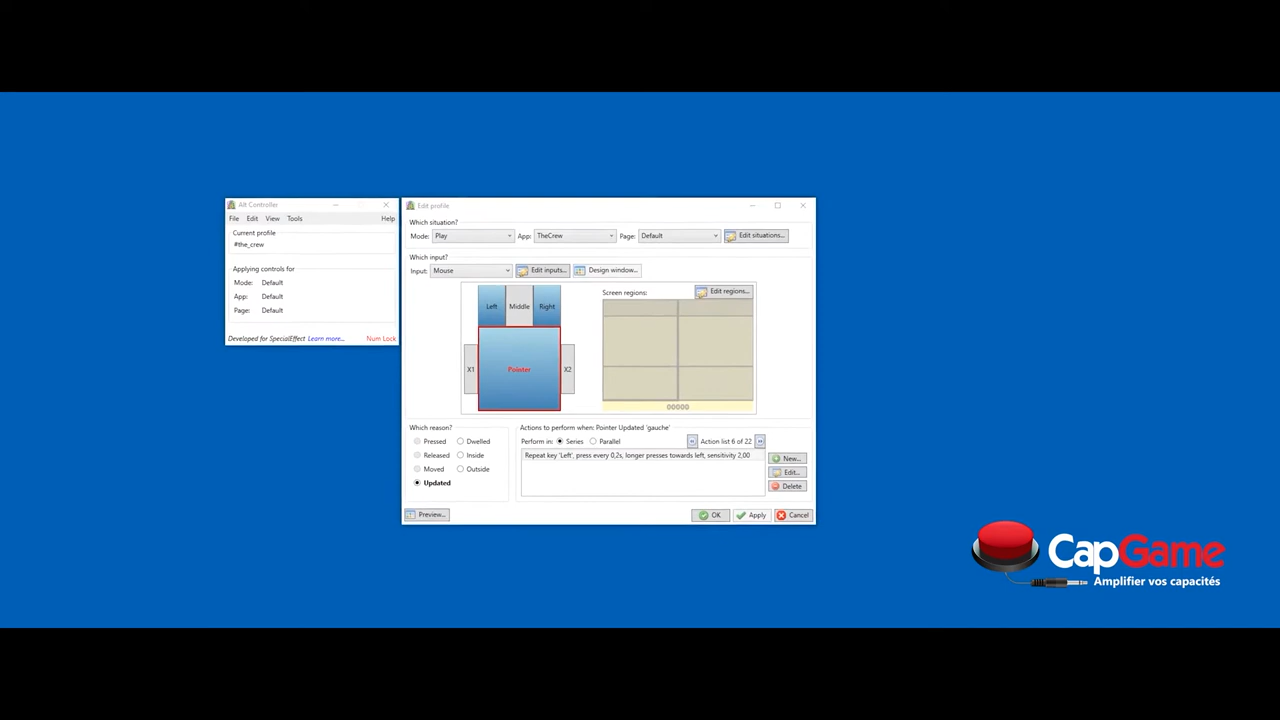 Alt Controller
File Edit View Tools Help
Current profile
#the_crew
Applying controls for
Mode: Default
App: Default
Page: Default
Developed for SpecialEffect Learn more... Num Lock
Edit profile
Which situation?
Mode: Play App: TheCrew Page: Default Edit situations...
Which input?
Input: Mouse Edit inputs... Design window...
Left Middle Right
X1 Pointer X2
Screen regions: Edit regions...
00000
Which reason?
Pressed Dwelled
Released Inside
Moved Outside
Updated
Actions to perform when: Pointer Updated 'gauche'
Perform in: Series Parallel Action list 6 of 22
Repeat key 'Left', press every 0,2s, longer presses towards left, sensitivity 2,00
New...
Edit...
Delete
Preview... OK Apply Cancel
CapGame
Amplifier vos capacités